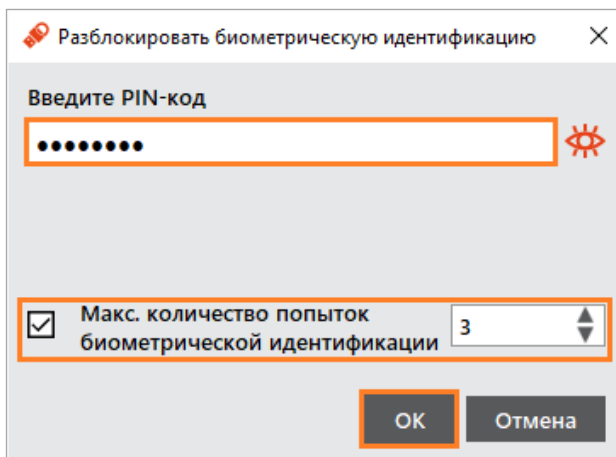 Разблокировать биометрическую идентификацию
Введите PIN-код
••••••••
Макс. количество попыток
биометрической идентификации
3
ОК
Отмена